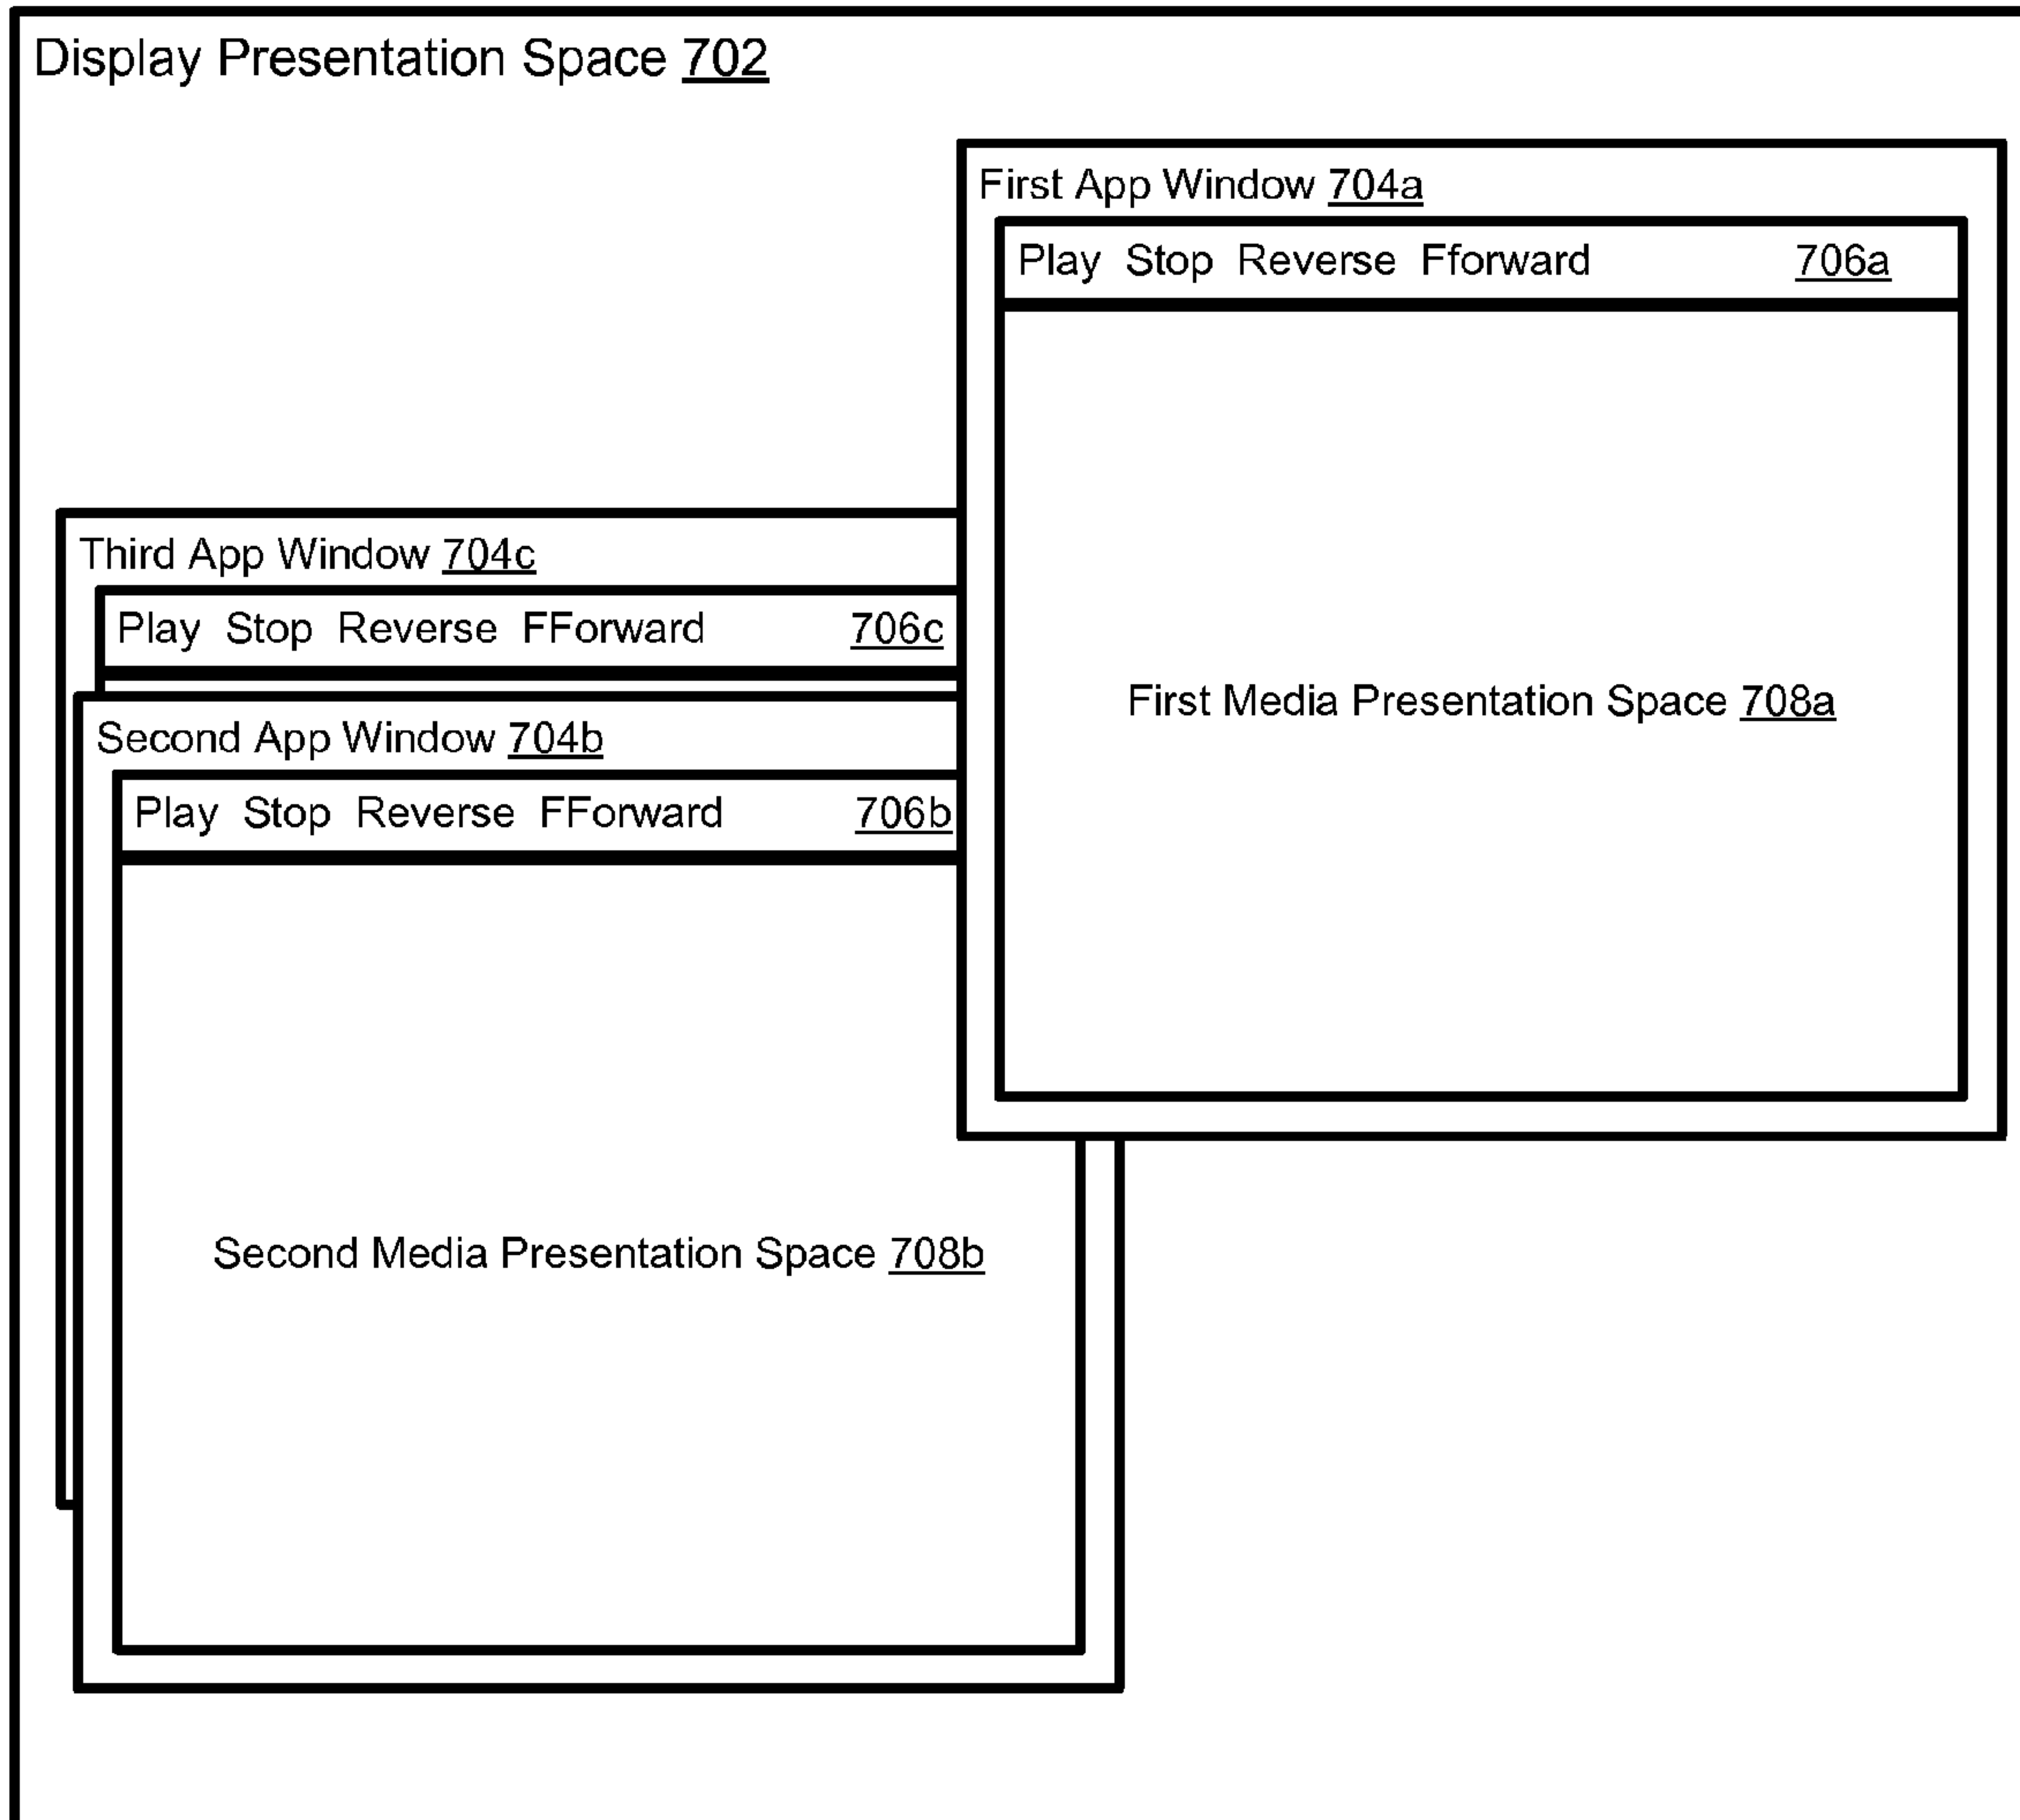 Display Presentation Space 702
First App Window 704a
Play Stop Reverse Fforward 706a
First Media Presentation Space 708a
Third App Window 704c
Play Stop Reverse FForward 706c
Second App Window 704b
Play Stop Reverse FForward 706b
Second Media Presentation Space 708b